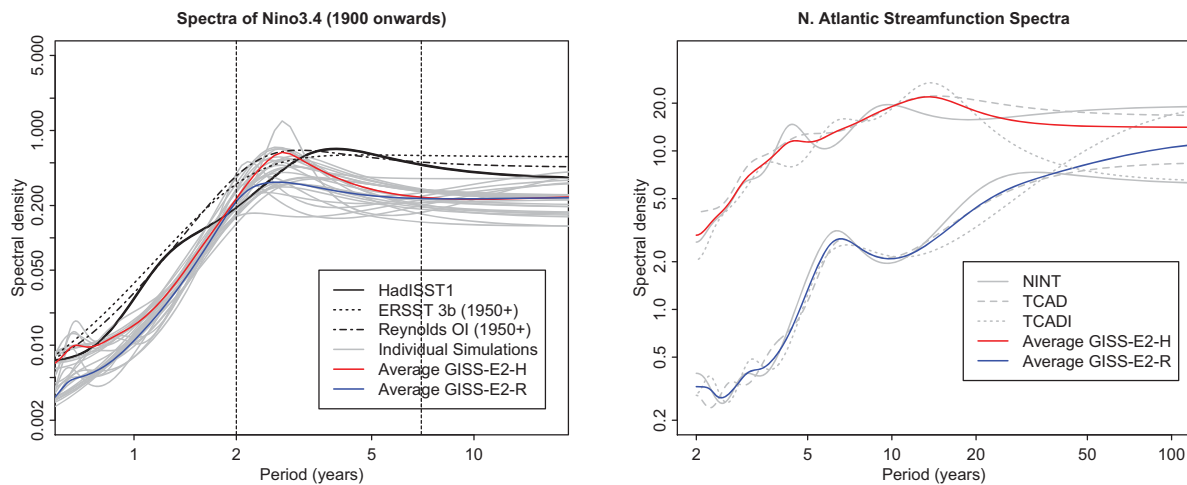 Spectra of Nino3.4 (1900 onwards)
Spectral density
5.000
1.000
0.200
0.050
0.010
0.002
HadISST1
ERSST 3b (1950+)
Reynolds OI (1950+)
Individual Simulations
Average GISS-E2-H
Average GISS-E2-R
1 2 5 10
Period (years)
N. Atlantic Streamfunction Spectra
Spectral density
20.0
10.0
5.0
2.0
1.0
0.5
0.2
NINT
TCAD
TCADI
Average GISS-E2-H
Average GISS-E2-R
2 5 10 20 50 100
Period (years)